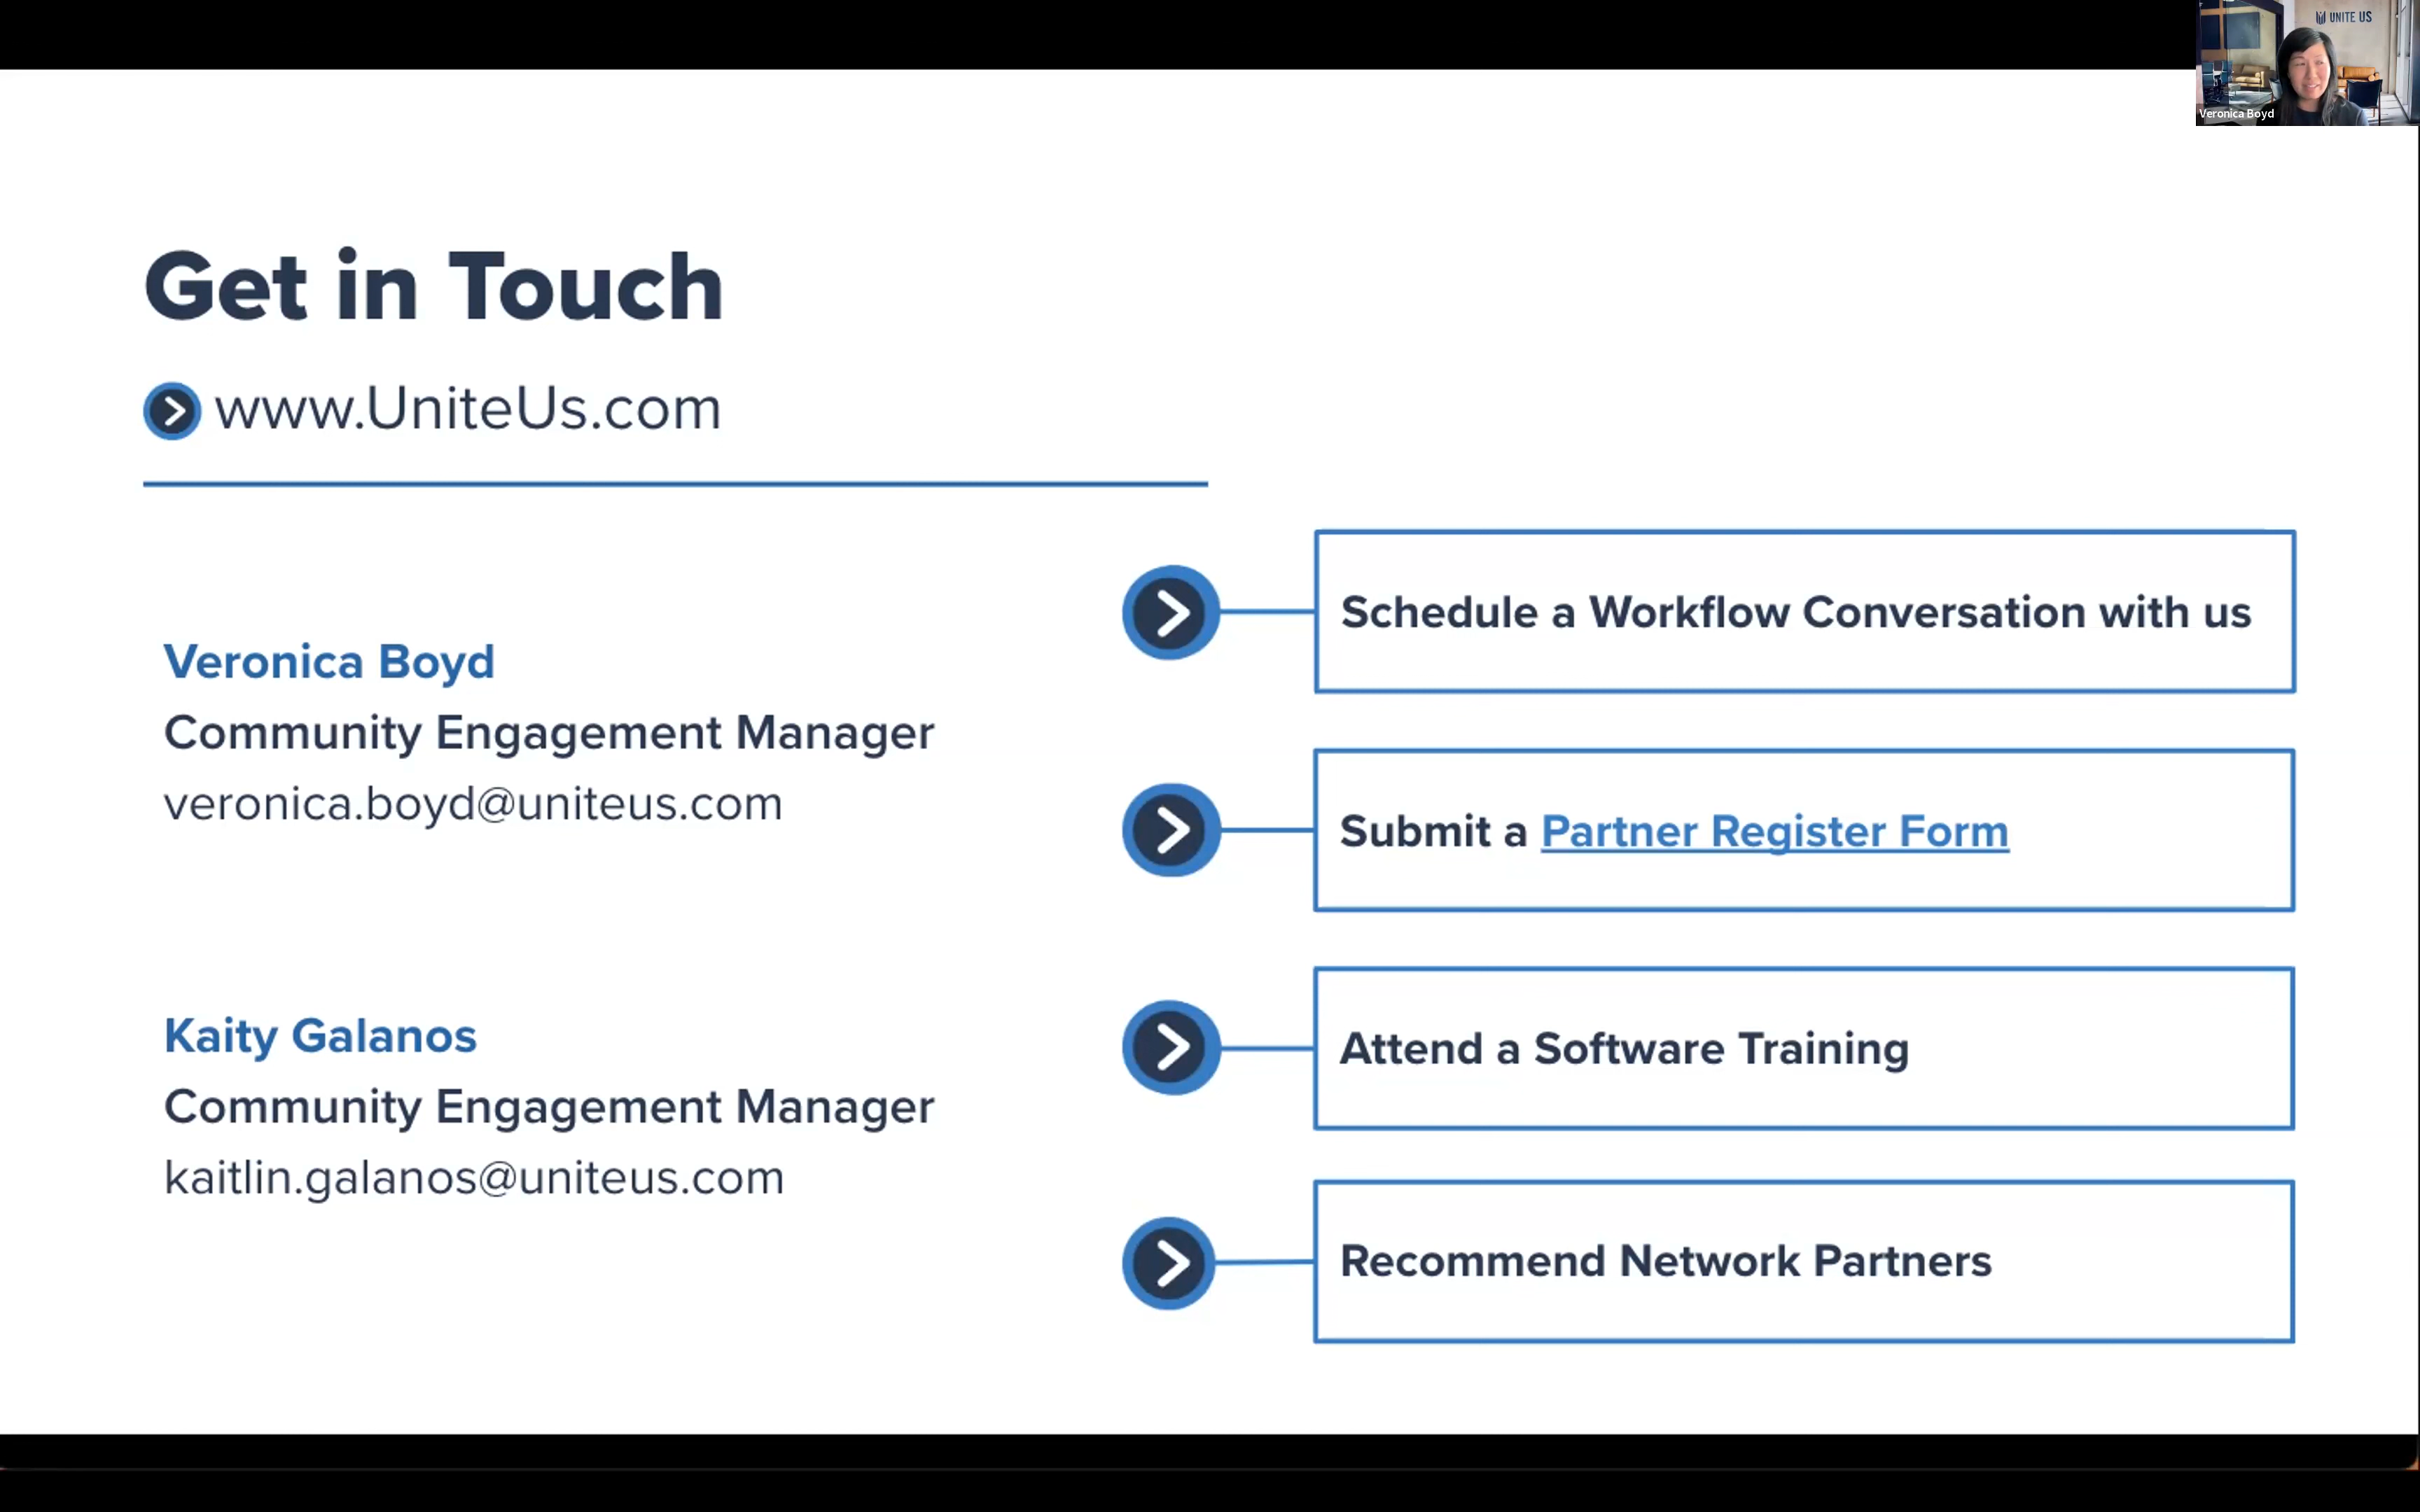 UNITE US
Veronica Boyd
Get in Touch
www.UniteUs.com
Veronica Boyd
Community Engagement Manager
veronica.boyd@uniteus.com
Kaity Galanos
Community Engagement Manager
kaitlin.galanos@uniteus.com
Schedule a Workflow Conversation with us
Submit a Partner Register Form
Attend a Software Training
Recommend Network Partners